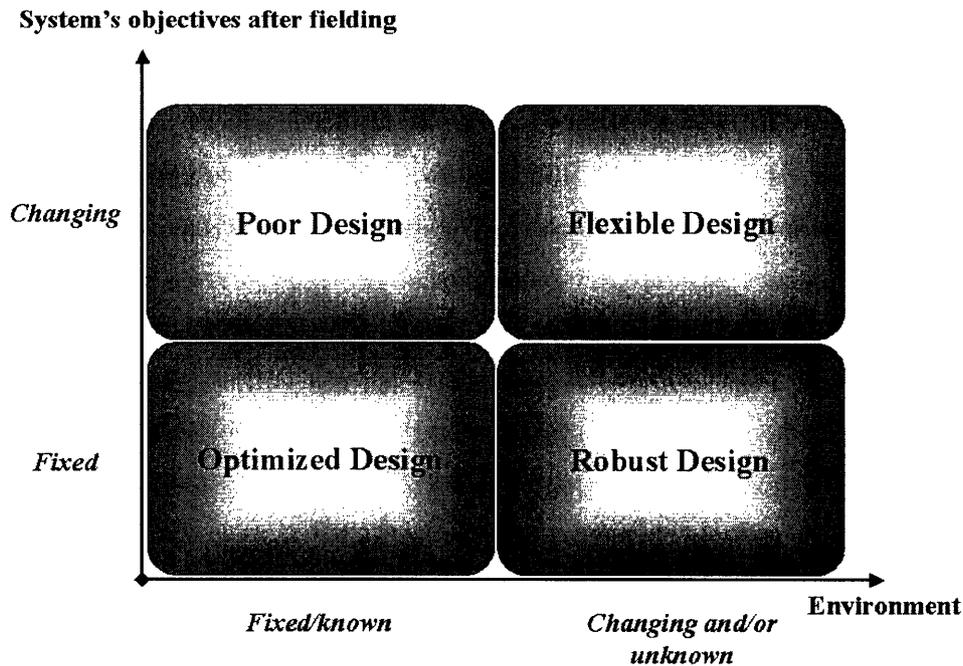 System's objectives after fielding
Changing
Poor Design
Flexible Design
Fixed
Optimized Design
Robust Design
Environment
Fixed/known
Changing and/or
unknown